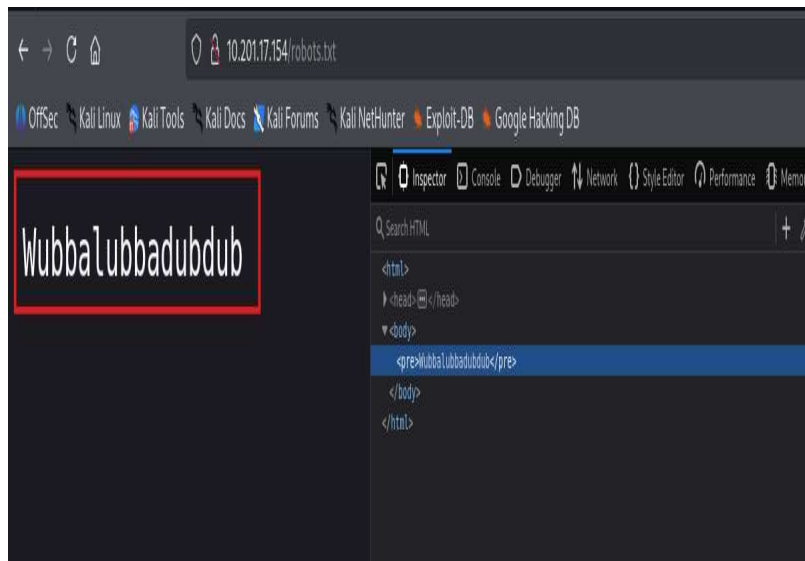 10.201.17.154/robots.txt
OffSec Kali Linux Kali Tools Kali Docs Kali Forums Kali NetHunter Exploit-DB Google Hacking DB
Inspector Console Debugger Network {} Style Editor Performance Memor
Search HTML
Wubbalubbadubdub
<html>
<head></head>
<body>
<pre>Wubbalubbadubdub</pre>
</body>
</html>